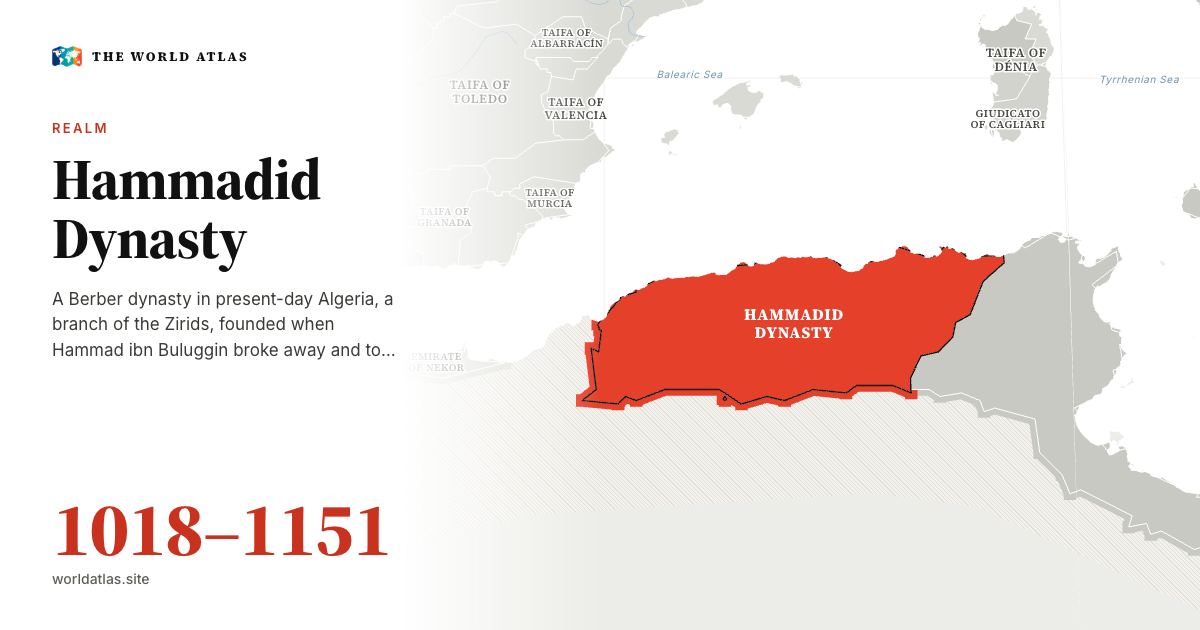 THE WORLD ATLAS
REALM
Hammadid
Dynasty
A Berber dynasty in present-day Algeria, a
branch of the Zirids, founded when
Hammad ibn Buluggin broke away and to...
1018–1151
worldatlas.site
TAIFA OF
ALBARRACÍN
TAIFA OF
TOLEDO
TAIFA OF
VALENCIA
TAIFA OF
MURCIA
TAIFA OF
GRANADA
EMIRATE
OF NEKOR
Balearic Sea
TAIFA OF
DÉNIA
GIUDICATO
OF CAGLIARI
Tyrrhenian Sea
HAMMADID
DYNASTY